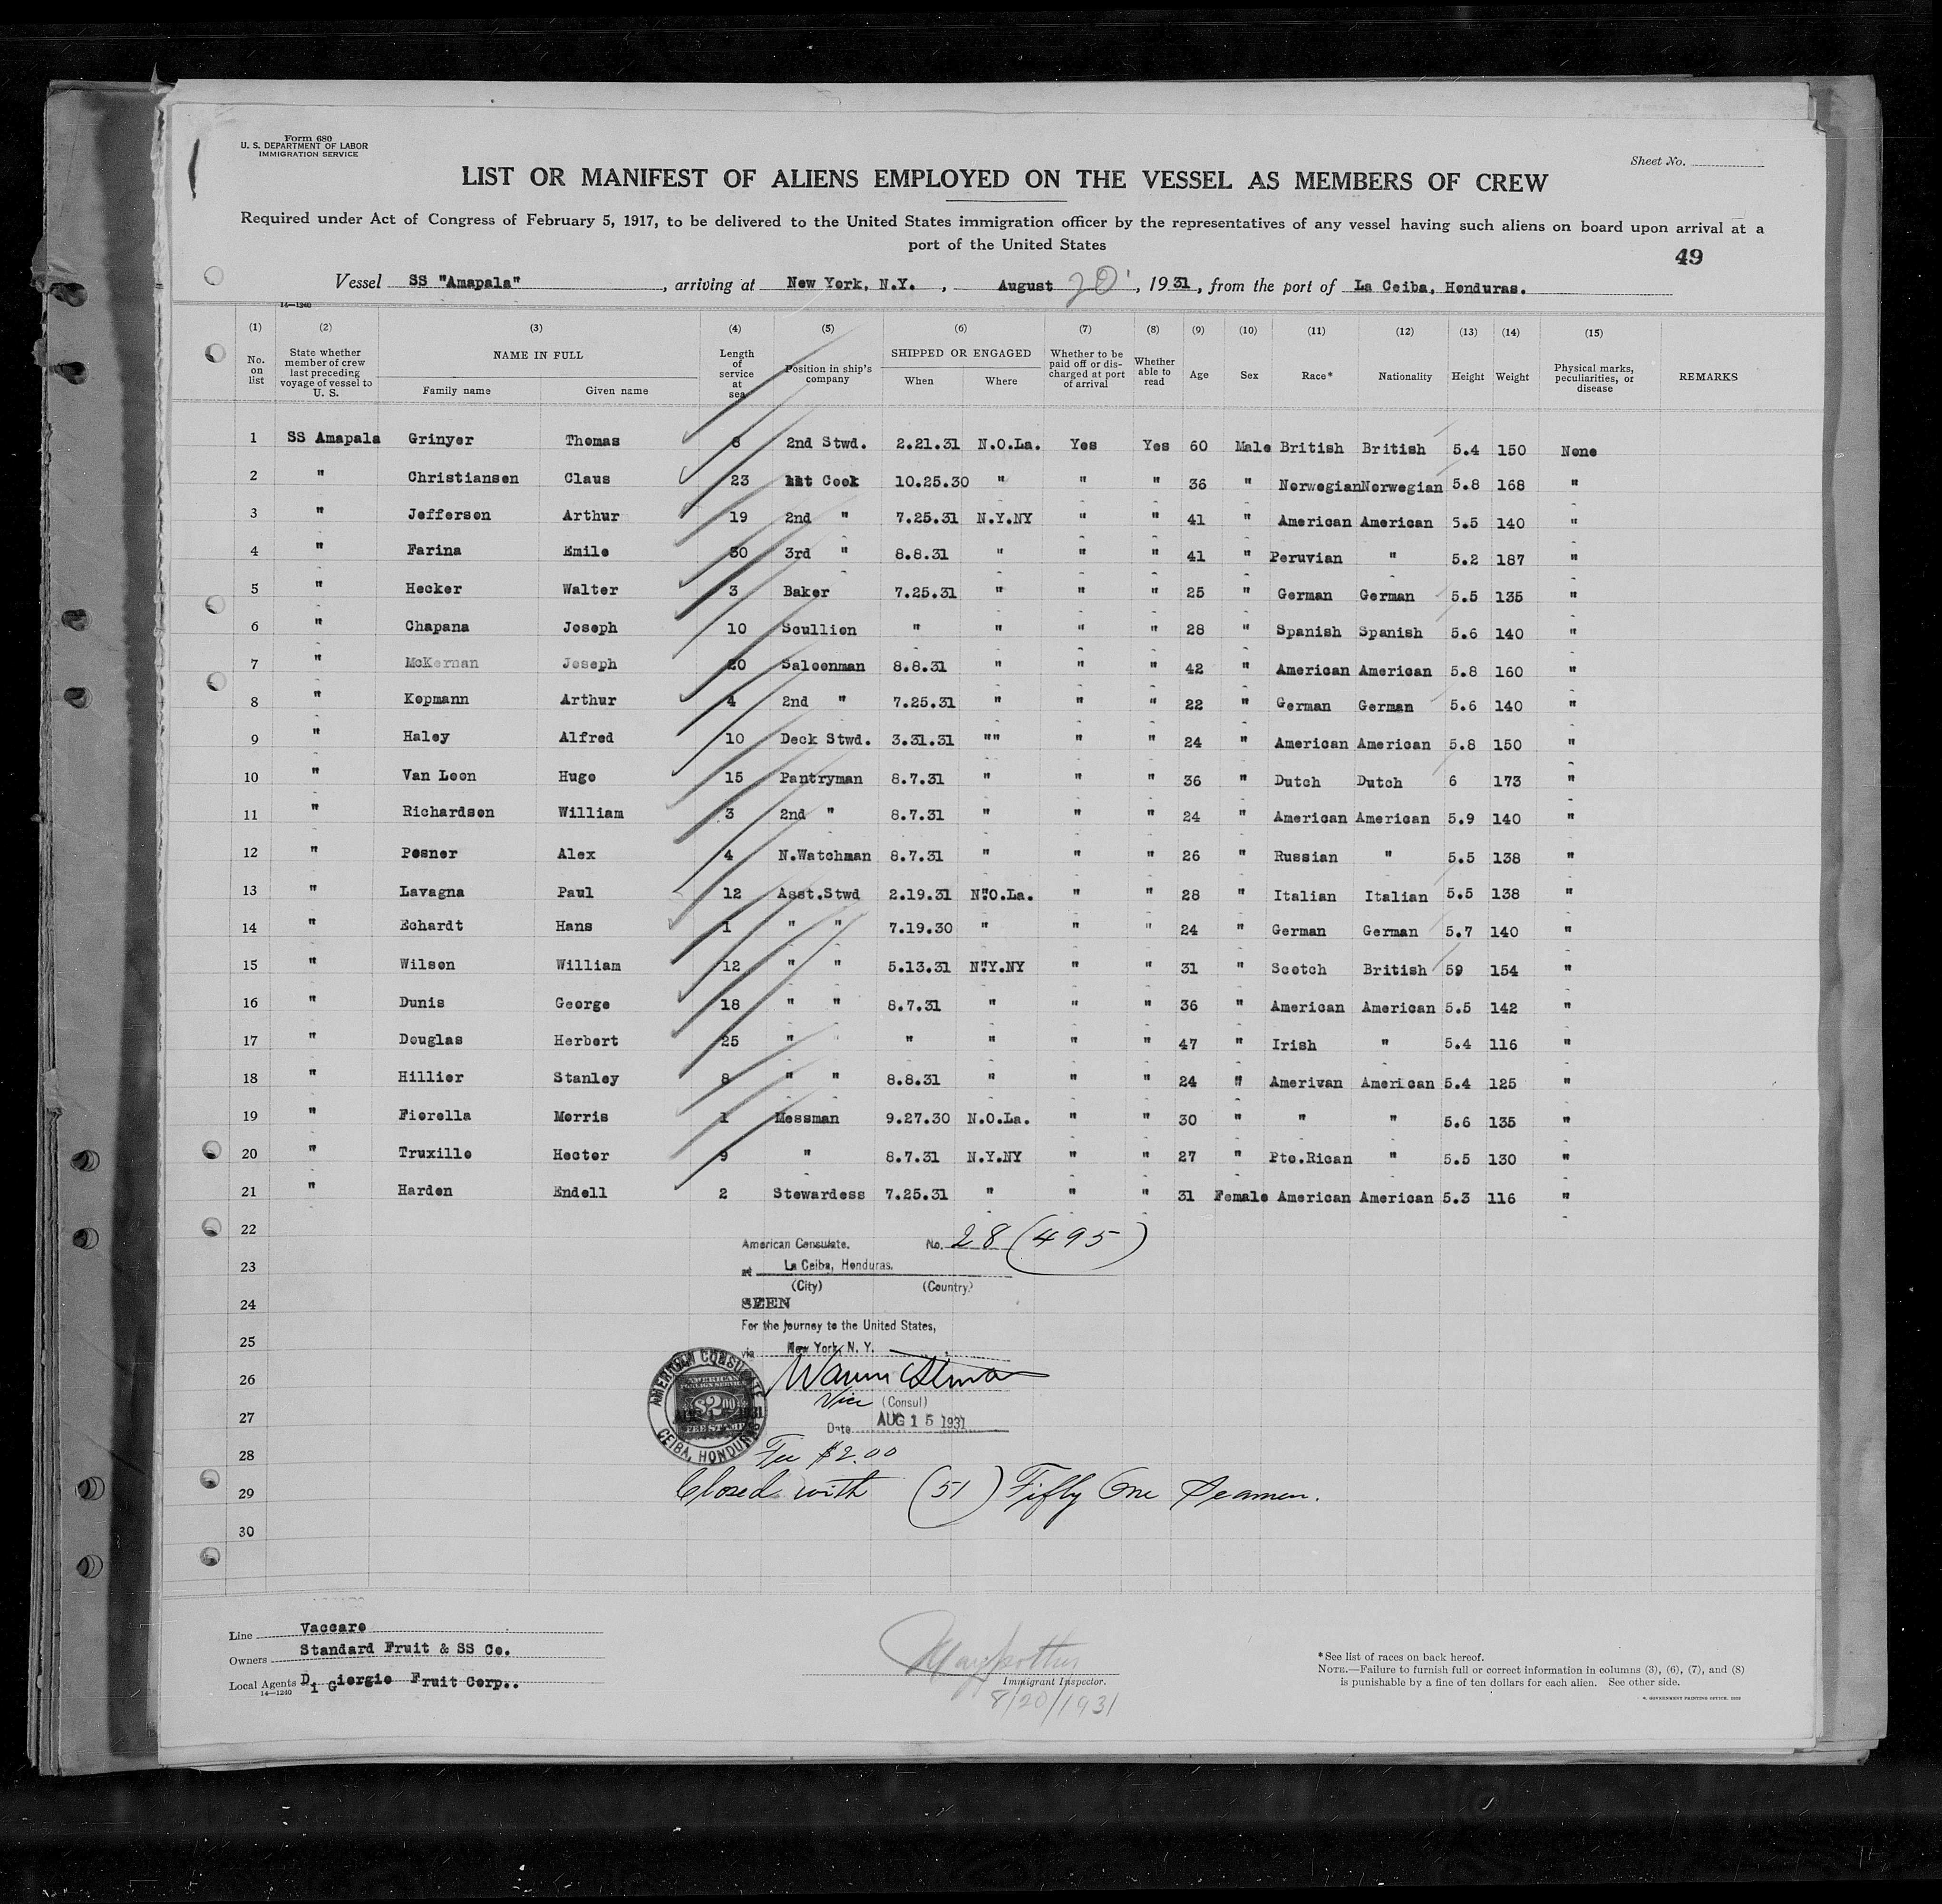 Form 680
U. S. DEPARTMENT OF LABOR
IMMIGRATION SERVICE
Sheet No.
LIST OR MANIFEST OF ALIENS EMPLOYED ON THE VESSEL AS MEMBERS OF CREW
Required under Act of Congress of February 5, 1917, to be delivered to the United States immigration officer by the representatives of any vessel having such aliens on board upon arrival at a
port of the United States
49
Vessel SS "Amapala", arriving at New York, N.Y., August 20, 1931, from the port of La Ceiba, Honduras.
14—1240
(1) (2) (3) (4) (5) (6) (7) (8) (9) (10) (11) (12) (13) (14) (15)
No. on list State whether member of crew last preceding voyage of vessel to U. S. NAME IN FULL Family name Given name Length of service at sea Position in ship's company SHIPPED OR ENGAGED When Where Whether to be paid off or discharged at port of arrival Whether able to read Age Sex Race* Nationality Height Weight Physical marks, peculiarities, or disease REMARKS
1 SS Amapala Grinyer Thomas 8 2nd Stwd. 2.21.31 N.O.La. Yes Yes 60 Male British British 5.4 150 None
2 " Christiansen Claus 23 Cook 10.25.30 " " " 36 " Norwegian Norwegian 5.8 168 "
3 " Jefferson Arthur 19 2nd " 7.25.31 N.Y.NY " " 41 " American American 5.5 140 "
4 " Farina Emile 30 3rd " 8.8.31 " " " 41 " Peruvian " 5.2 187 "
5 " Hecker Walter 3 Baker 7.25.31 " " " 25 " German German 5.5 135 "
6 " Chapana Joseph 10 Scullion " " " " 28 " Spanish Spanish 5.6 140 "
7 " McKernan Joseph 20 Saloonman 8.8.31 " " " 42 " American American 5.8 160 "
8 " Kopmann Arthur 4 2nd " 7.25.31 " " " 22 " German German 5.6 140 "
9 " Haley Alfred 10 Deck Stwd. 3.31.31 "" " " 24 " American American 5.8 150 "
10 " Van Loon Hugo 15 Pantryman 8.7.31 " " " 36 " Dutch Dutch 6 173 "
11 " Richardson William 3 2nd " 8.7.31 " " " 24 " American American 5.9 140 "
12 " Posner Alex 4 N.Watchman 8.7.31 " " " 26 " Russian " 5.5 138 "
13 " Lavagna Paul 12 Asst.Stwd 2.19.31 N.O.La. " " 28 " Italian Italian 5.5 138 "
14 " Echardt Hans 1 " " 7.19.30 " " " 24 " German German 5.7 140 "
15 " Wilson William 12 " " 5.13.31 N.Y.NY " " 31 " Scotch British 59 154 "
16 " Dunis George 18 " " 8.7.31 " " " 36 " American American 5.5 142 "
17 " Douglas Herbert 25 " " " " " " 47 " Irish " 5.4 116 "
18 " Hillier Stanley 8 " " 8.8.31 " " " 24 " Amerivan American 5.4 125 "
19 " Fiorella Morris 1 Messman 9.27.30 N.O.La. " " 30 " " " 5.6 135 "
20 " Truxillo Hector 9 " 8.7.31 N.Y.NY " " 27 " Pto.Rican " 5.5 130 "
21 " Harden Endell 2 Stewardess 7.25.31 " " " 31 Female American American 5.3 116 "
22
23
24
25
26
27
28
29
30
American Consulate. No. 28 (495)
at La Ceiba, Honduras.
(City) (Country)
SEEN
For the journey to the United States,
via New York, N. Y.
Vice (Consul)
Date AUG 15 1931
AMERICAN CONSULATE
AMERICAN
FOREIGN SERVICE
$2.00
FEE STAMP
CEIBA, HONDURAS
Fee $2.00
Closed with (51) Fifly One Seamen.
Line Vaccaro
Owners Standard Fruit & SS Co.
Local Agents Di Giorgio Fruit Corp..
14—1240
Immigrant Inspector.
8/20/1931
*See list of races on back hereof.
NOTE.—Failure to furnish full or correct information in columns (3), (6), (7), and (8)
is punishable by a fine of ten dollars for each alien. See other side.